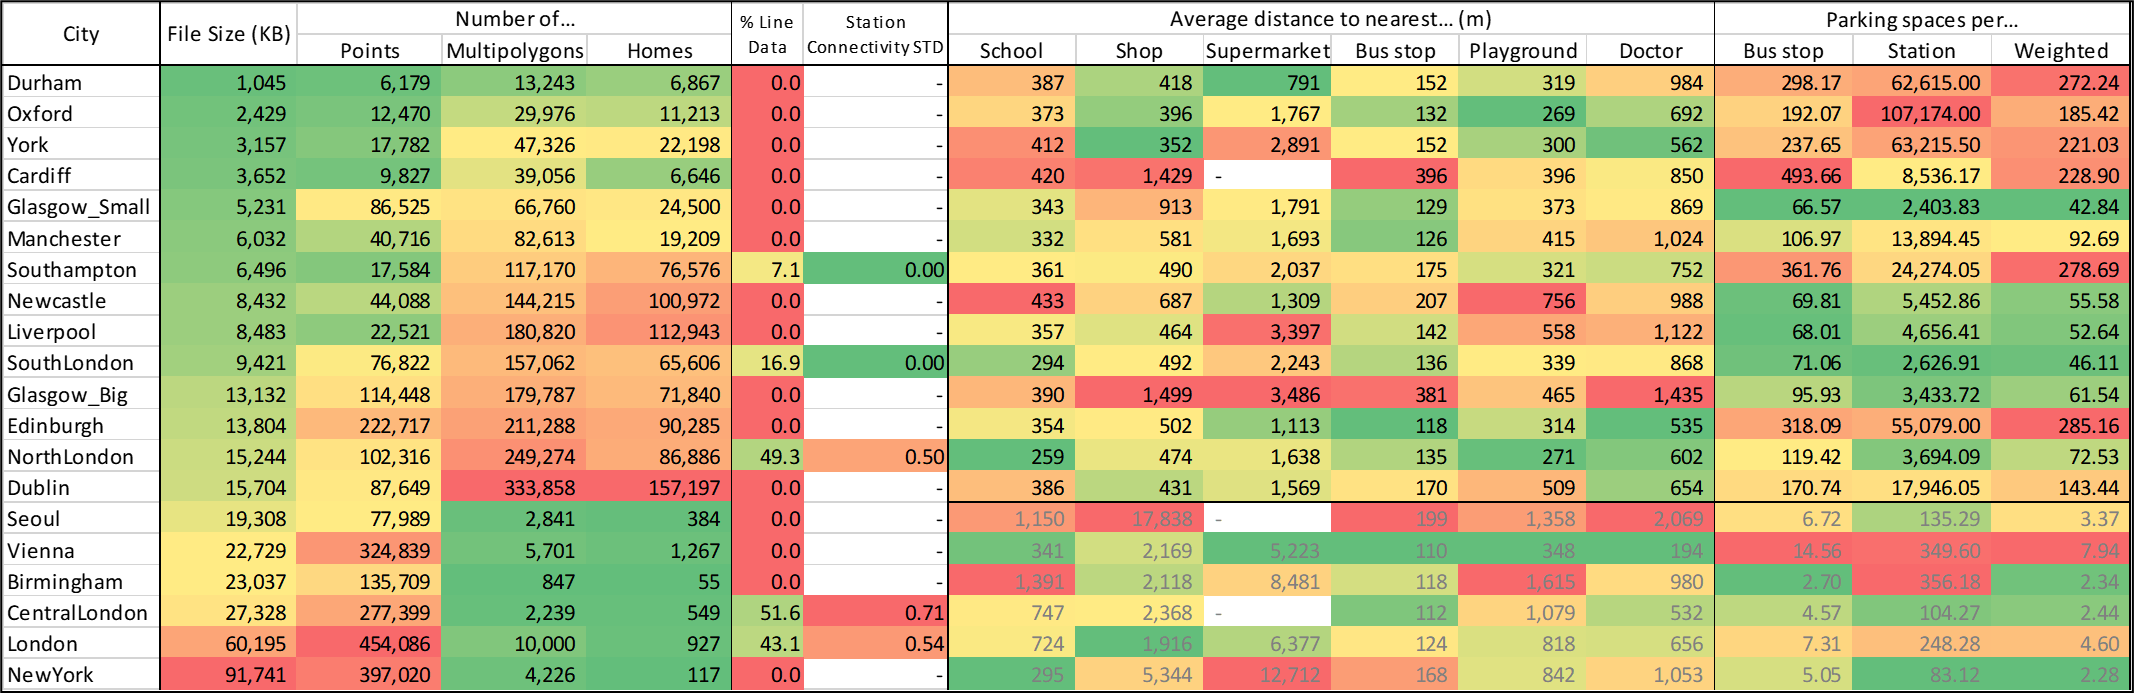 City File Size (KB) Number of... % Line Data Station Connectivity STD Average distance to nearest... (m) Parking spaces per...
Points Multipolygons Homes School Shop Supermarket Bus stop Playground Doctor Bus stop Station Weighted
Durham 1,045 6,179 13,243 6,867 0.0 - 387 418 791 152 319 984 298.17 62,615.00 272.24
Oxford 2,429 12,470 29,976 11,213 0.0 - 373 396 1,767 132 269 692 192.07 107,174.00 185.42
York 3,157 17,782 47,326 22,198 0.0 - 412 352 2,891 152 300 562 237.65 63,215.50 221.03
Cardiff 3,652 9,827 39,056 6,646 0.0 - 420 1,429 - 396 396 850 493.66 8,536.17 228.90
Glasgow_Small 5,231 86,525 66,760 24,500 0.0 - 343 913 1,791 129 373 869 66.57 2,403.83 42.84
Manchester 6,032 40,716 82,613 19,209 0.0 - 332 581 1,693 126 415 1,024 106.97 13,894.45 92.69
Southampton 6,496 17,584 117,170 76,576 7.1 0.00 361 490 2,037 175 321 752 361.76 24,274.05 278.69
Newcastle 8,432 44,088 144,215 100,972 0.0 - 433 687 1,309 207 756 988 69.81 5,452.86 55.58
Liverpool 8,483 22,521 180,820 112,943 0.0 - 357 464 3,397 142 558 1,122 68.01 4,656.41 52.64
SouthLondon 9,421 76,822 157,062 65,606 16.9 0.00 294 492 2,243 136 339 868 71.06 2,626.91 46.11
Glasgow_Big 13,132 114,448 179,787 71,840 0.0 - 390 1,499 3,486 381 465 1,435 95.93 3,433.72 61.54
Edinburgh 13,804 222,717 211,288 90,285 0.0 - 354 502 1,113 118 314 535 318.09 55,079.00 285.16
NorthLondon 15,244 102,316 249,274 86,886 49.3 0.50 259 474 1,638 135 271 602 119.42 3,694.09 72.53
Dublin 15,704 87,649 333,858 157,197 0.0 - 386 431 1,569 170 509 654 170.74 17,946.05 143.44
Seoul 19,308 77,989 2,841 384 0.0 - 1,150 17,838 - 199 1,358 2,069 6.72 135.29 3.37
Vienna 22,729 324,839 5,701 1,267 0.0 - 341 2,169 5,223 110 348 194 14.56 349.60 7.94
Birmingham 23,037 135,709 847 55 0.0 - 1,391 2,118 8,481 118 1,615 980 2.70 356.18 2.34
CentralLondon 27,328 277,399 2,239 549 51.6 0.71 747 2,368 - 112 1,079 532 4.57 104.27 2.44
London 60,195 454,086 10,000 927 43.1 0.54 724 1,916 6,377 124 818 656 7.31 248.28 4.60
NewYork 91,741 397,020 4,226 117 0.0 - 295 5,344 12,712 168 842 1,053 5.05 83.12 2.28